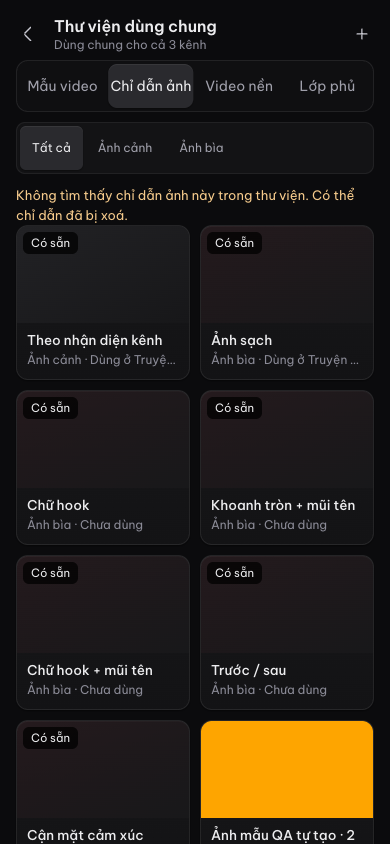 Thư viện dùng chung
Dùng chung cho cả 3 kênh
Mẫu video
Chỉ dẫn ảnh
Video nền
Lớp phủ
Tất cả
Ảnh cảnh
Ảnh bìa
Không tìm thấy chỉ dẫn ảnh này trong thư viện. Có thể
chỉ dẫn đã bị xoá.
Có sẵn
Có sẵn
Theo nhận diện kênh
Ảnh cảnh · Dùng ở Truyệ...
Ảnh sạch
Ảnh bìa · Dùng ở Truyện ...
Có sẵn
Có sẵn
Chữ hook
Ảnh bìa · Chưa dùng
Khoanh tròn + mũi tên
Ảnh bìa · Chưa dùng
Có sẵn
Có sẵn
Chữ hook + mũi tên
Ảnh bìa · Chưa dùng
Trước / sau
Ảnh bìa · Chưa dùng
Có sẵn
Cận mặt cảm xúc
Ảnh mẫu QA tự tạo · 2